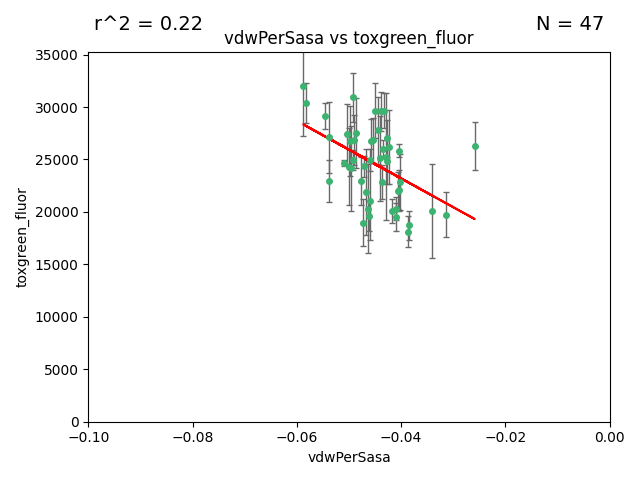 r^2 = 0.22
N = 47
vdwPerSasa vs toxgreen_fluor
35000
30000
25000
20000
15000
10000
5000
0
toxgreen_fluor
−0.10
−0.08
−0.06
−0.04
−0.02
0.00
vdwPerSasa